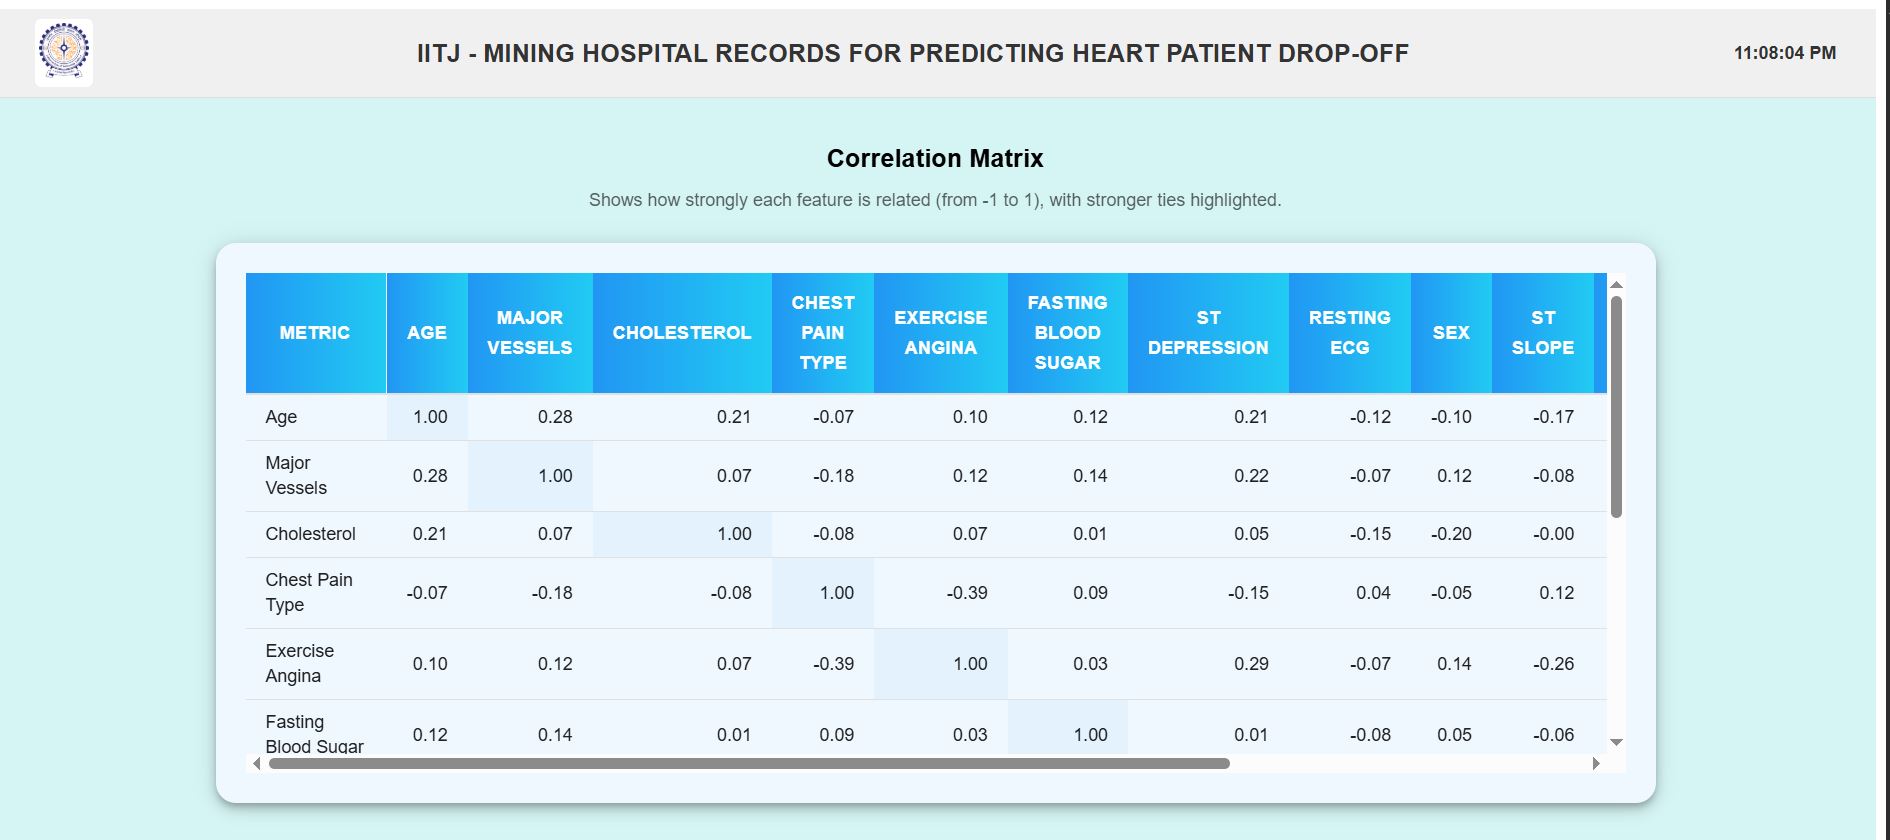 IITJ - MINING HOSPITAL RECORDS FOR PREDICTING HEART PATIENT DROP-OFF
11:08:04 PM
Correlation Matrix
Shows how strongly each feature is related (from -1 to 1), with stronger ties highlighted.
METRIC AGE MAJOR VESSELS CHOLESTEROL CHEST PAIN TYPE EXERCISE ANGINA FASTING BLOOD SUGAR ST DEPRESSION RESTING ECG SEX ST SLOPE
Age 1.00 0.28 0.21 -0.07 0.10 0.12 0.21 -0.12 -0.10 -0.17
Major Vessels 0.28 1.00 0.07 -0.18 0.12 0.14 0.22 -0.07 0.12 -0.08
Cholesterol 0.21 0.07 1.00 -0.08 0.07 0.01 0.05 -0.15 -0.20 -0.00
Chest Pain Type -0.07 -0.18 -0.08 1.00 -0.39 0.09 -0.15 0.04 -0.05 0.12
Exercise Angina 0.10 0.12 0.07 -0.39 1.00 0.03 0.29 -0.07 0.14 -0.26
Fasting Blood Sugar 0.12 0.14 0.01 0.09 0.03 1.00 0.01 -0.08 0.05 -0.06